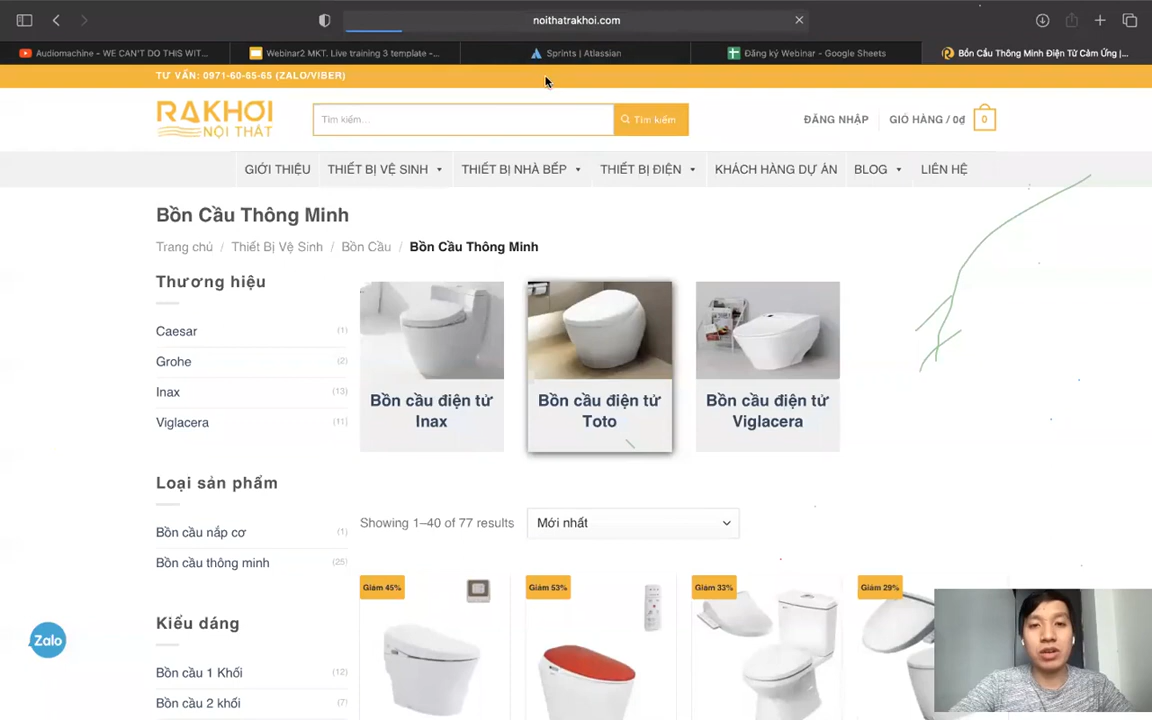 noithatrakhoi.com
Audiomachine - WE CAN'T DO THIS WIT...
Webinar2 MKT. Live training 3 template -...
Sprints | Atlassian
Đăng ký Webinar - Google Sheets
Bồn Cầu Thông Minh Điện Tử Cảm Ứng |...
TƯ VẤN: 0971-60-65-65 (ZALO/VIBER)
RAKHƠI
NỘI THẤT
Tìm kiếm...
Tìm kiếm
ĐĂNG NHẬP
GIỎ HÀNG / 0₫
0
GIỚI THIỆU
THIẾT BỊ VỆ SINH
THIẾT BỊ NHÀ BẾP
THIẾT BỊ ĐIỆN
KHÁCH HÀNG DỰ ÁN
BLOG
LIÊN HỆ
Bồn Cầu Thông Minh
Trang chủ / Thiết Bị Vệ Sinh / Bồn Cầu / Bồn Cầu Thông Minh
Thương hiệu
Caesar (1)
Grohe (2)
Inax (13)
Viglacera (11)
Bồn cầu điện tử
Inax
Bồn cầu điện tử
Toto
Bồn cầu điện tử
Viglacera
Loại sản phẩm
Bồn cầu nắp cơ (1)
Bồn cầu thông minh (25)
Showing 1–40 of 77 results
Mới nhất
Kiểu dáng
Bồn cầu 1 Khối (12)
Bồn cầu 2 khối (7)
Giảm 45%
Giảm 53%
Giảm 33%
Giảm 29%
Zalo